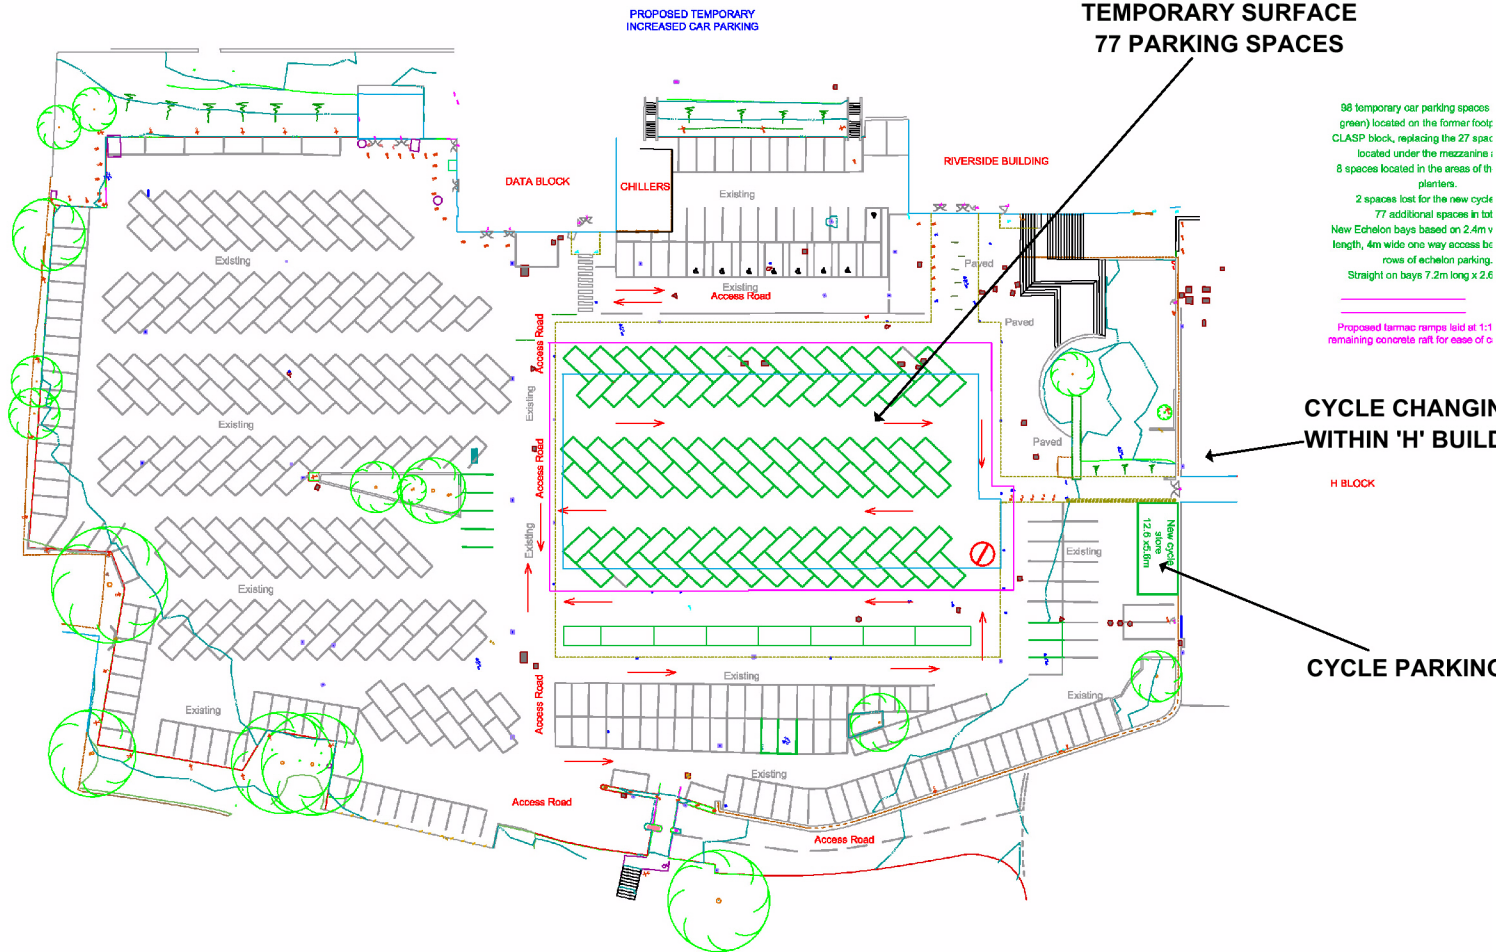 PROPOSED TEMPORARY
INCREASED CAR PARKING
TEMPORARY SURFACE
77 PARKING SPACES
98 temporary car parking spaces
green) located on the former footp
CLASP block, replacing the 27 spac
located under the mezzanine
8 spaces located in the areas of th
planters.
2 spaces lost for the new cycle
77 additional spaces in tot
New Echelon bays based on 2.4m w
length, 4m wide one way access be
rows of echelon parking.
Straight on bays 7.2m long x 2.6
Proposed tarmac ramps laid at 1:1
remaining concrete raft for ease of c
RIVERSIDE BUILDING
DATA BLOCK
CHILLERS
Existing
Existing
Existing
Access Road
Paved
Paved
Paved
Access Road
Existing
Access Road
Existing
Access Road
Existing
Existing
Existing
CYCLE CHANGIN
WITHIN 'H' BUILD
H BLOCK
New cycle
store
12.6 x5.6m
Existing
CYCLE PARKING
Existing
Existing
Existing
Existing
Access Road
Access Road